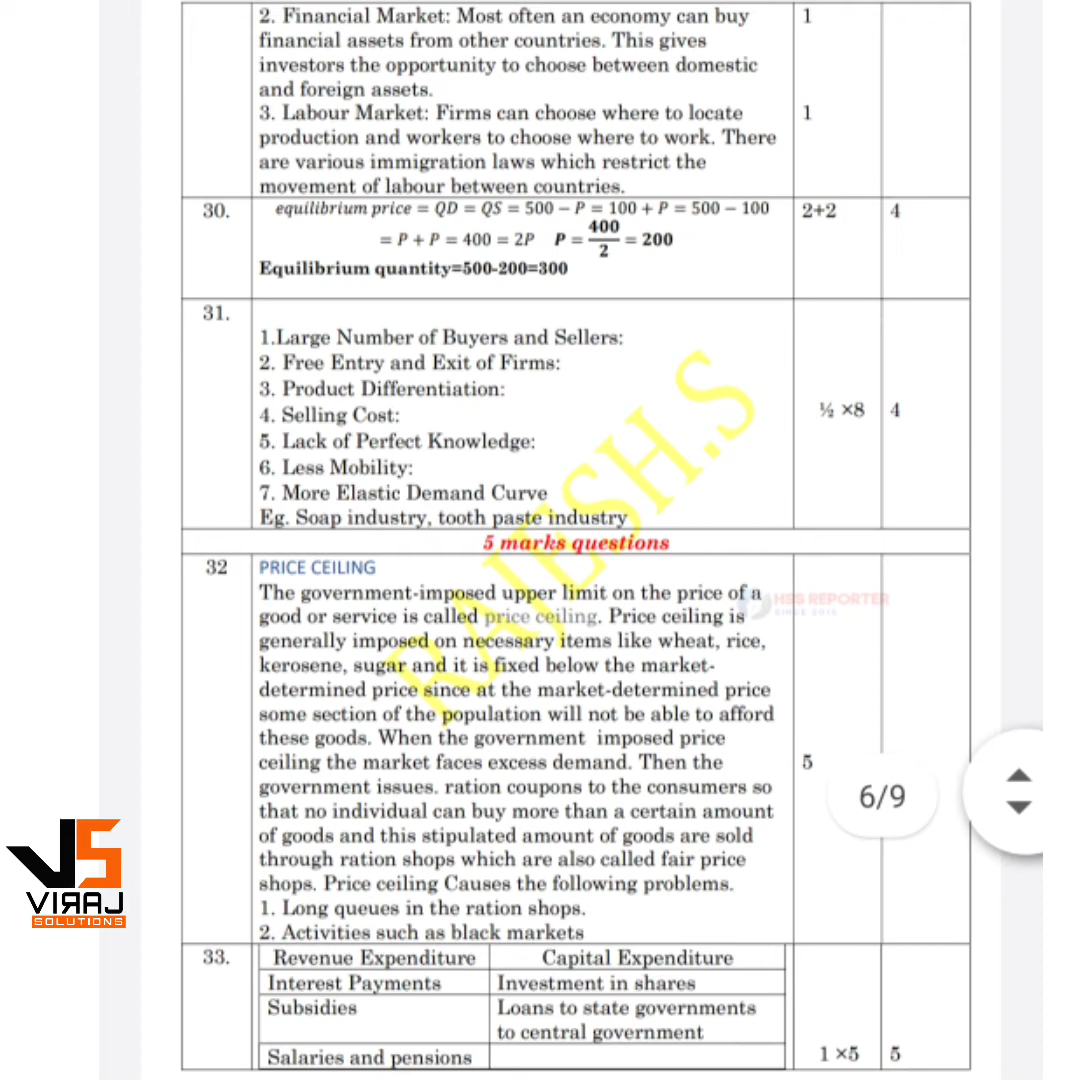 2. Financial Market: Most often an economy can buy
financial assets from other countries. This gives
investors the opportunity to choose between domestic
and foreign assets.
1
3. Labour Market: Firms can choose where to locate
production and workers to choose where to work. There
are various immigration laws which restrict the
movement of labour between countries.
1
30.
equilibrium price = QD = QS = 500 − P = 100 + P = 500 − 100
= P + P = 400 = 2P P = 400/2 = 200
Equilibrium quantity=500-200=300
2+2
4
31.
1.Large Number of Buyers and Sellers:
2. Free Entry and Exit of Firms:
3. Product Differentiation:
4. Selling Cost:
5. Lack of Perfect Knowledge:
6. Less Mobility:
7. More Elastic Demand Curve
Eg. Soap industry, tooth paste industry
½ ×8
4
RAJESH.S
5 marks questions
32
PRICE CEILING
The government-imposed upper limit on the price of a
good or service is called price ceiling. Price ceiling is
generally imposed on necessary items like wheat, rice,
kerosene, sugar and it is fixed below the market-
determined price since at the market-determined price
some section of the population will not be able to afford
these goods. When the government imposed price
ceiling the market faces excess demand. Then the
government issues. ration coupons to the consumers so
that no individual can buy more than a certain amount
of goods and this stipulated amount of goods are sold
through ration shops which are also called fair price
shops. Price ceiling Causes the following problems.
1. Long queues in the ration shops.
2. Activities such as black markets
5
HSS REPORTER
SINCE 2015
6/9
VIЯAJ
SOLUTIONS
33.
Revenue Expenditure Capital Expenditure
Interest Payments Investment in shares
Subsidies Loans to state governments
to central government
Salaries and pensions
1 ×5
5